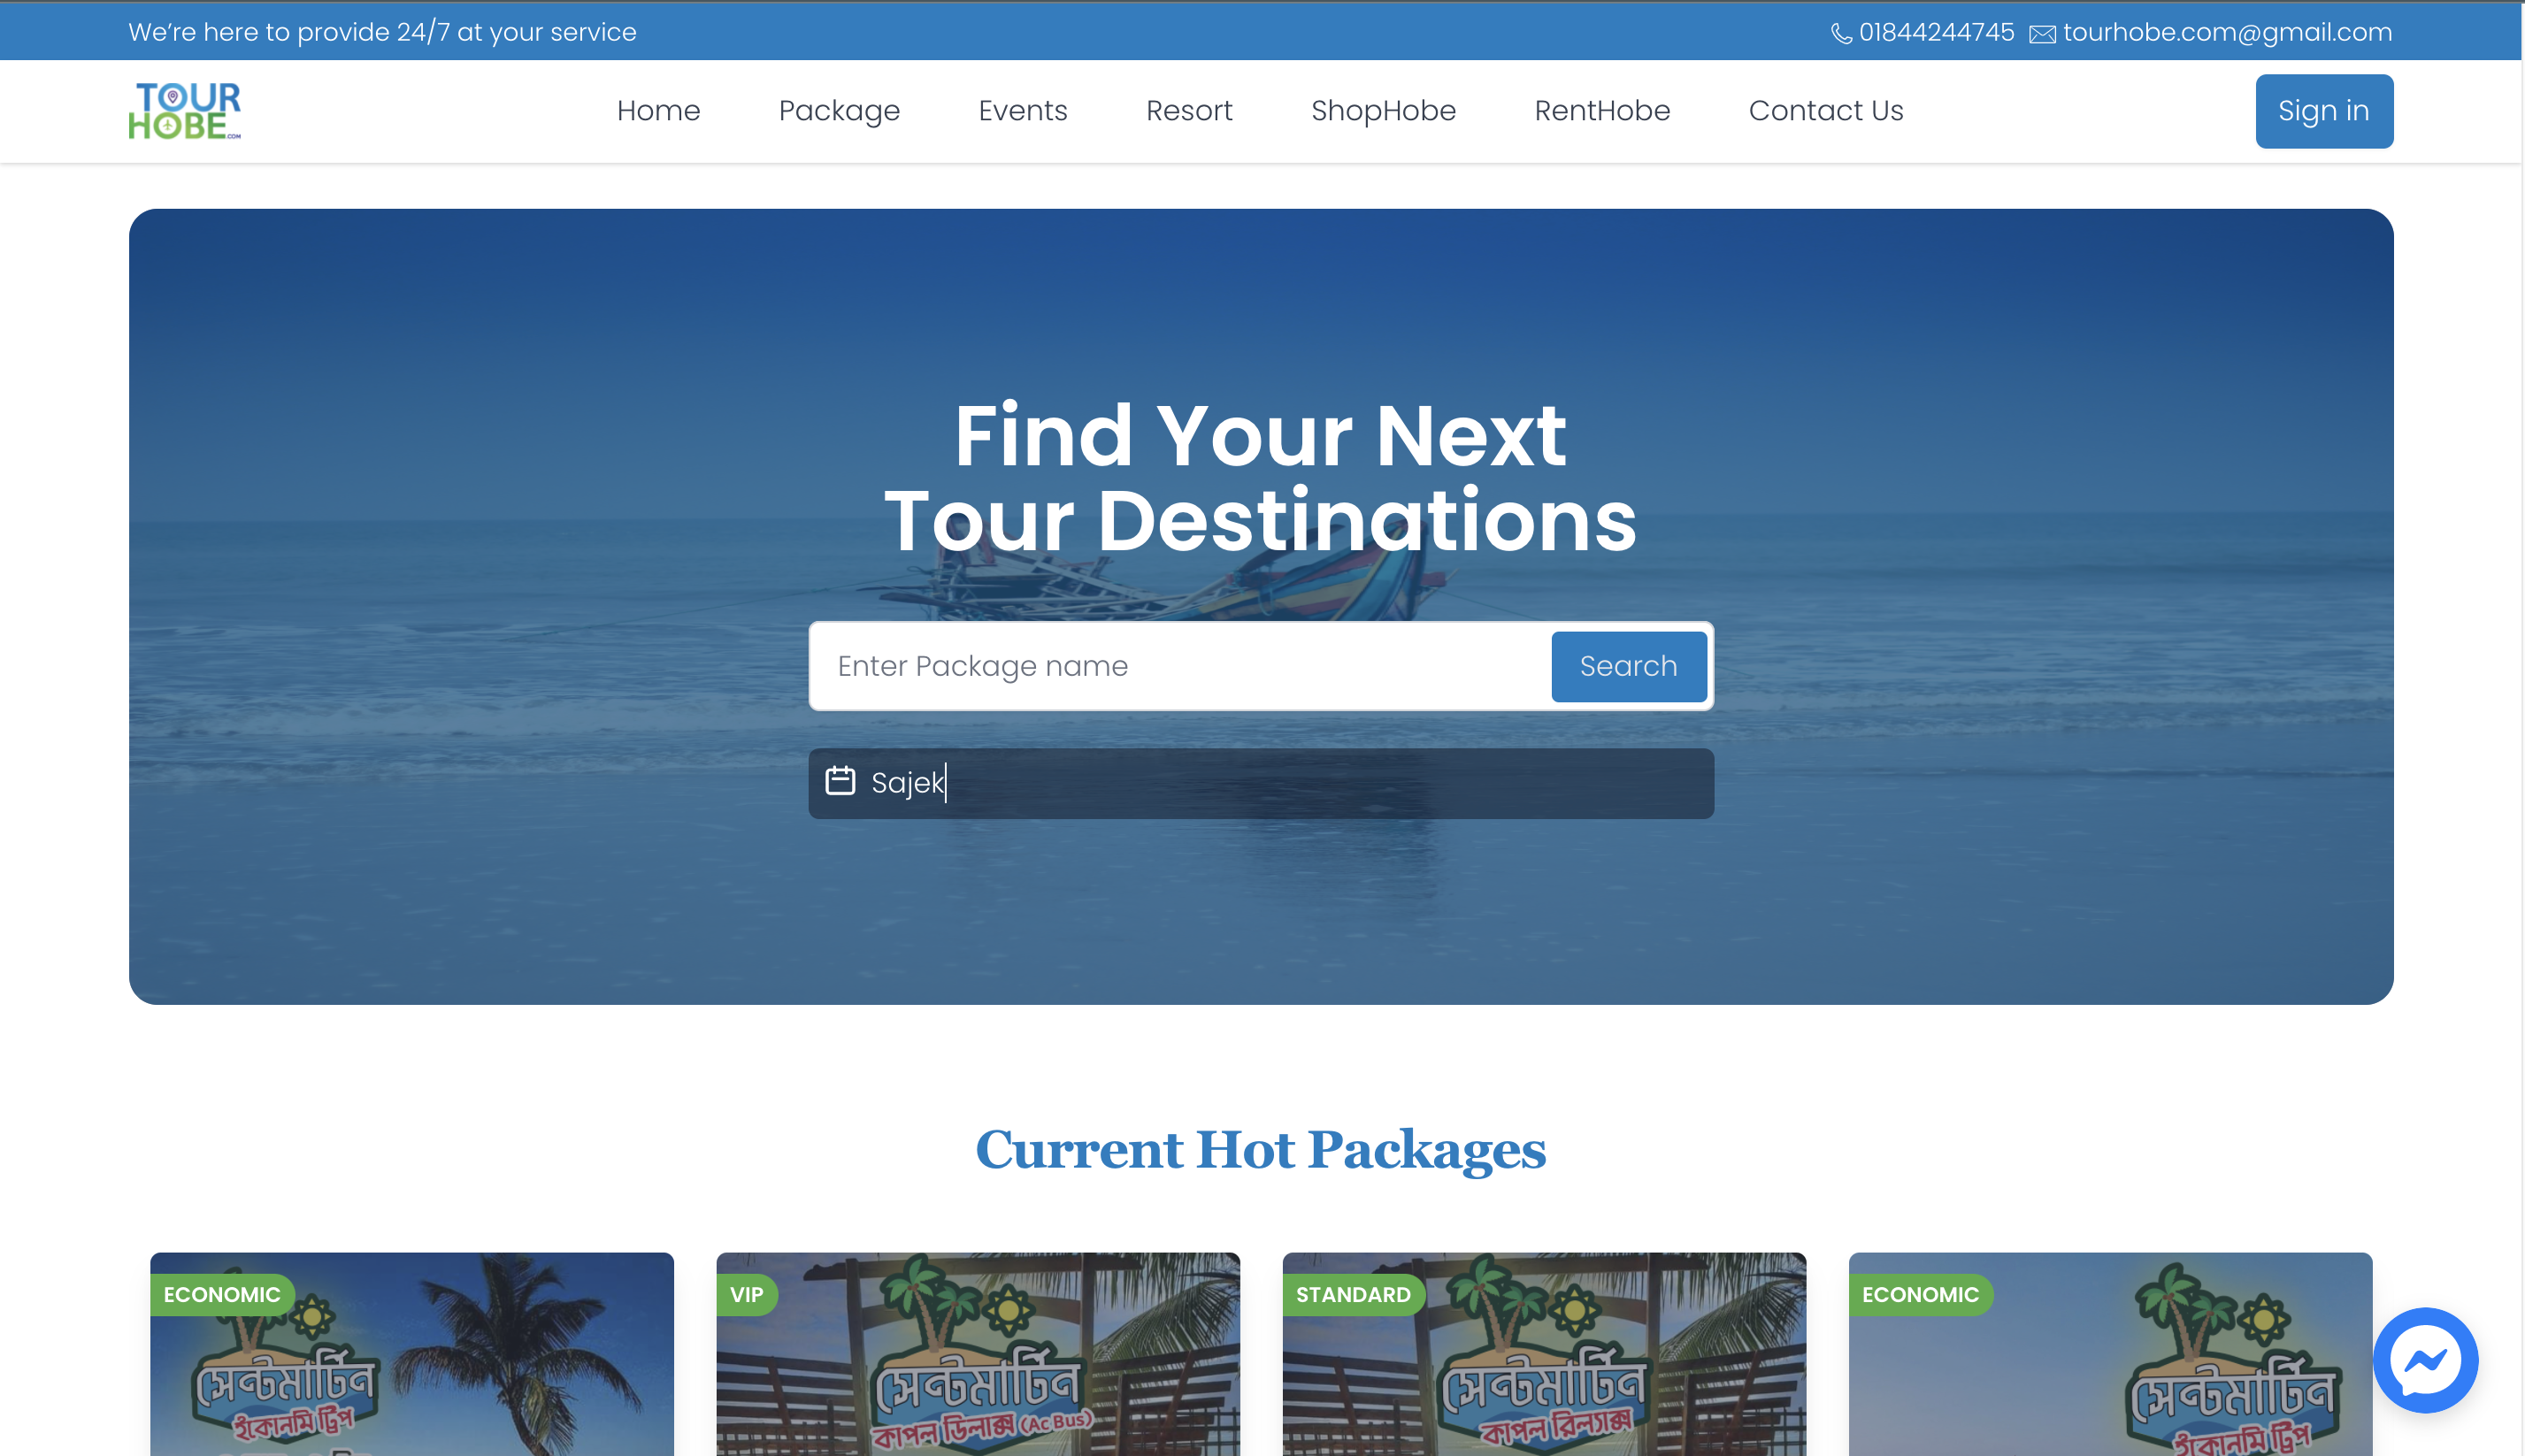 We're here to provide 24/7 at your service
01844244745 tourhobe.com@gmail.com
TOUR
HOBE.COM
Home Package Events Resort ShopHobe RentHobe Contact Us
Sign in
Find Your Next
Tour Destinations
Enter Package name
Search
Sajek
Current Hot Packages
ECONOMIC
সেন্টমার্টিন
ইকোনমি ট্রিপ
VIP
সেন্টমার্টিন
কাপল ডিলাক্স (Ac Bus)
STANDARD
সেন্টমার্টিন
কাপল রিল্যাক্স
ECONOMIC
সেন্টমার্টিন
ইকোনমি ট্রিপ